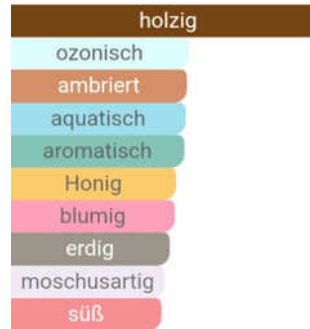 holzig
ozonisch
ambriert
aquatisch
aromatisch
Honig
blumig
erdig
moschusartig
süß